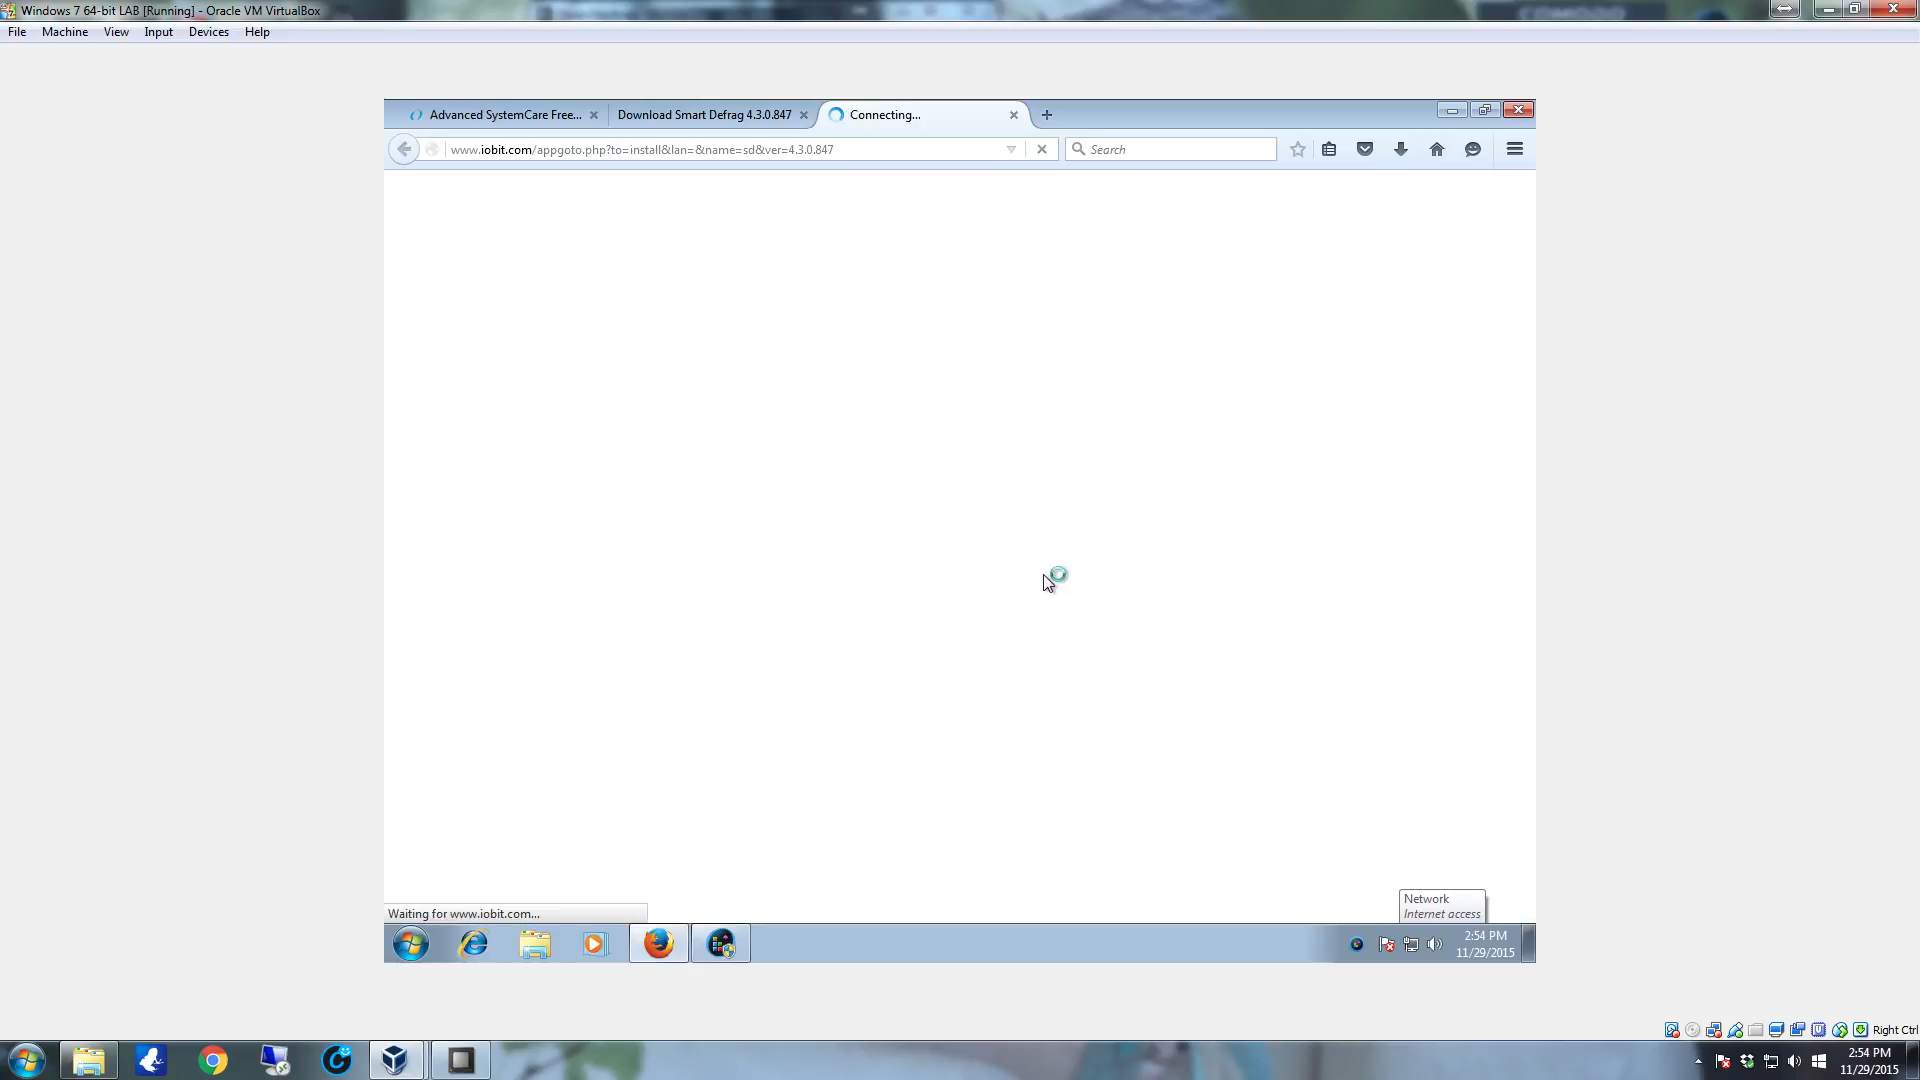 Windows 7 64-bit LAB [Running] - Oracle VM VirtualBox
File Machine View Input Devices Help
Advanced SystemCare Free... Download Smart Defrag 4.3.0.847 Connecting...
www.iobit.com/appgoto.php?to=install&lan=&name=sd&ver=4.3.0.847 Search
Waiting for www.iobit.com...
Network
Internet access
2:54 PM
11/29/2015
Right Ctrl
2:54 PM
11/29/2015